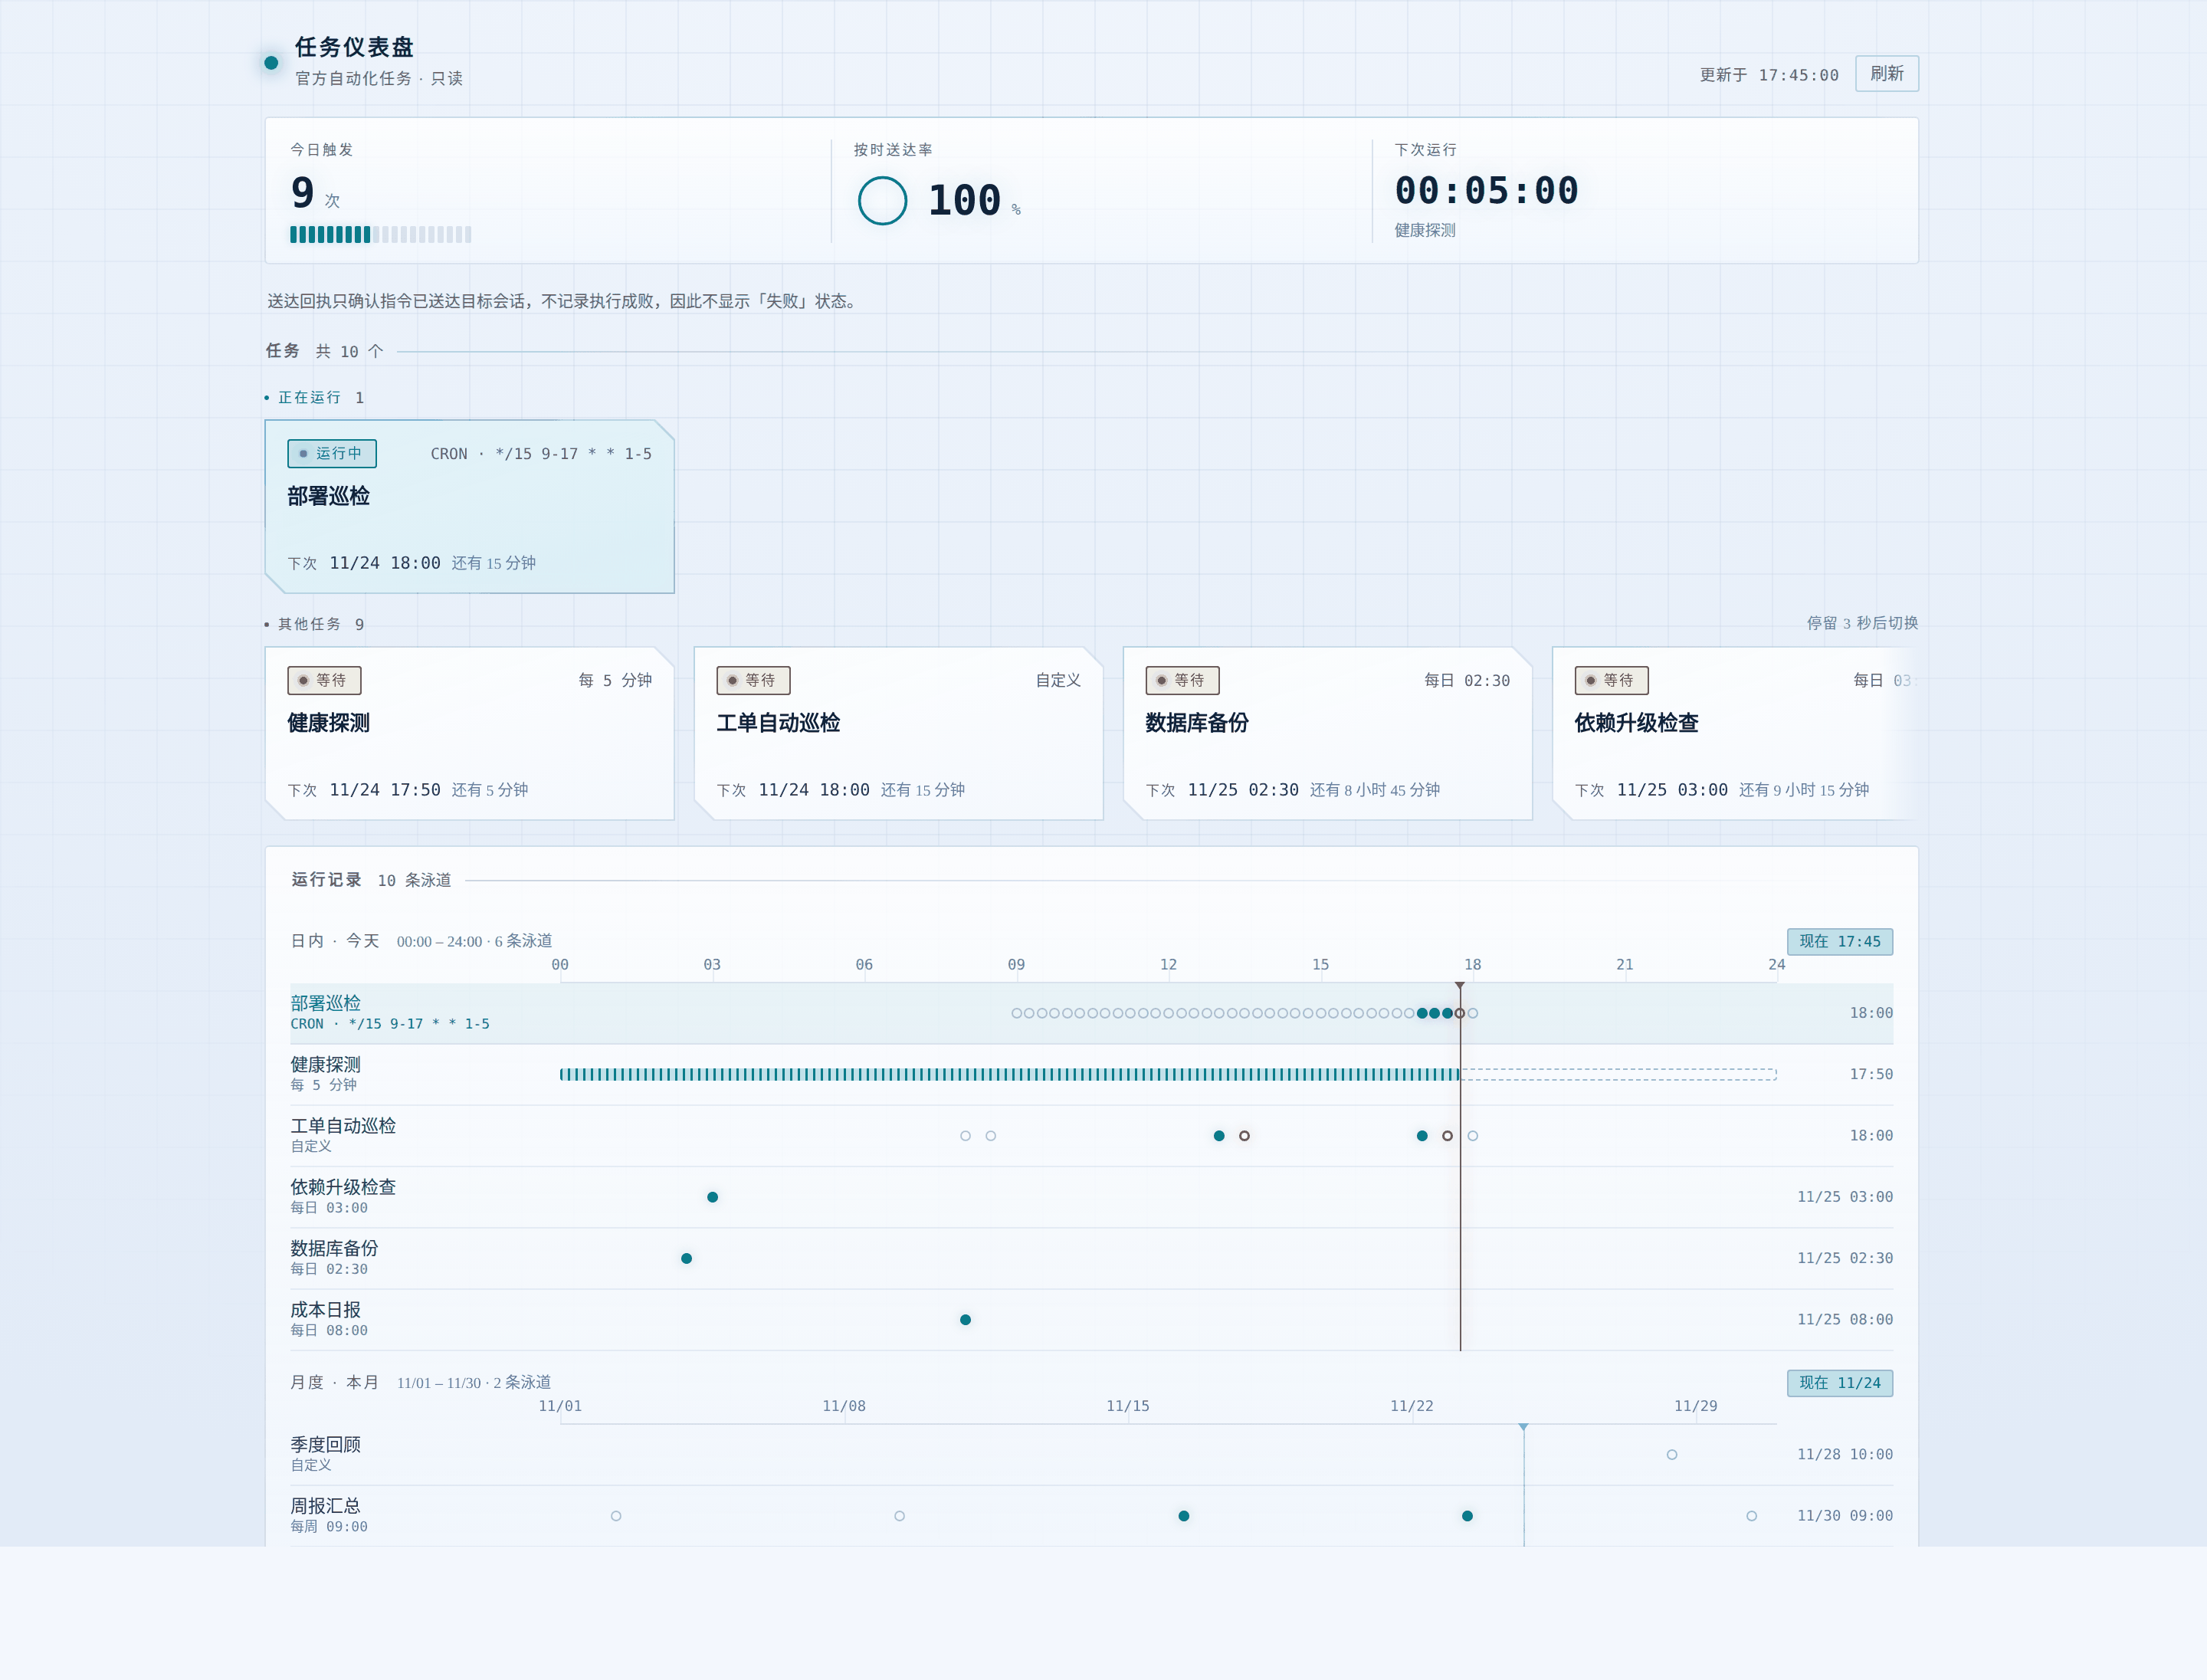 任务仪表盘
官方自动化任务 · 只读
更新于 17:45:00
刷新
今日触发
9 次
按时送达率
100 %
下次运行
00:05:00
健康探测
送达回执只确认指令已送达目标会话，不记录执行成败，因此不显示「失败」状态。
任务 共 10 个
正在运行 1
运行中 CRON · */15 9-17 * * 1-5
部署巡检
下次 11/24 18:00 还有 15 分钟
其他任务 9
停留 3 秒后切换
等待 每 5 分钟
健康探测
下次 11/24 17:50 还有 5 分钟
等待 自定义
工单自动巡检
下次 11/24 18:00 还有 15 分钟
等待 每日 02:30
数据库备份
下次 11/25 02:30 还有 8 小时 45 分钟
等待 每日 03:
依赖升级检查
下次 11/25 03:00 还有 9 小时 15 分钟
运行记录 10 条泳道
日内 · 今天 00:00 – 24:00 · 6 条泳道
现在 17:45
00 03 06 09 12 15 18 21 24
部署巡检
CRON · */15 9-17 * * 1-5
18:00
健康探测
每 5 分钟
17:50
工单自动巡检
自定义
18:00
依赖升级检查
每日 03:00
11/25 03:00
数据库备份
每日 02:30
11/25 02:30
成本日报
每日 08:00
11/25 08:00
月度 · 本月 11/01 – 11/30 · 2 条泳道
现在 11/24
11/01 11/08 11/15 11/22 11/29
季度回顾
自定义
11/28 10:00
周报汇总
每周 09:00
11/30 09:00